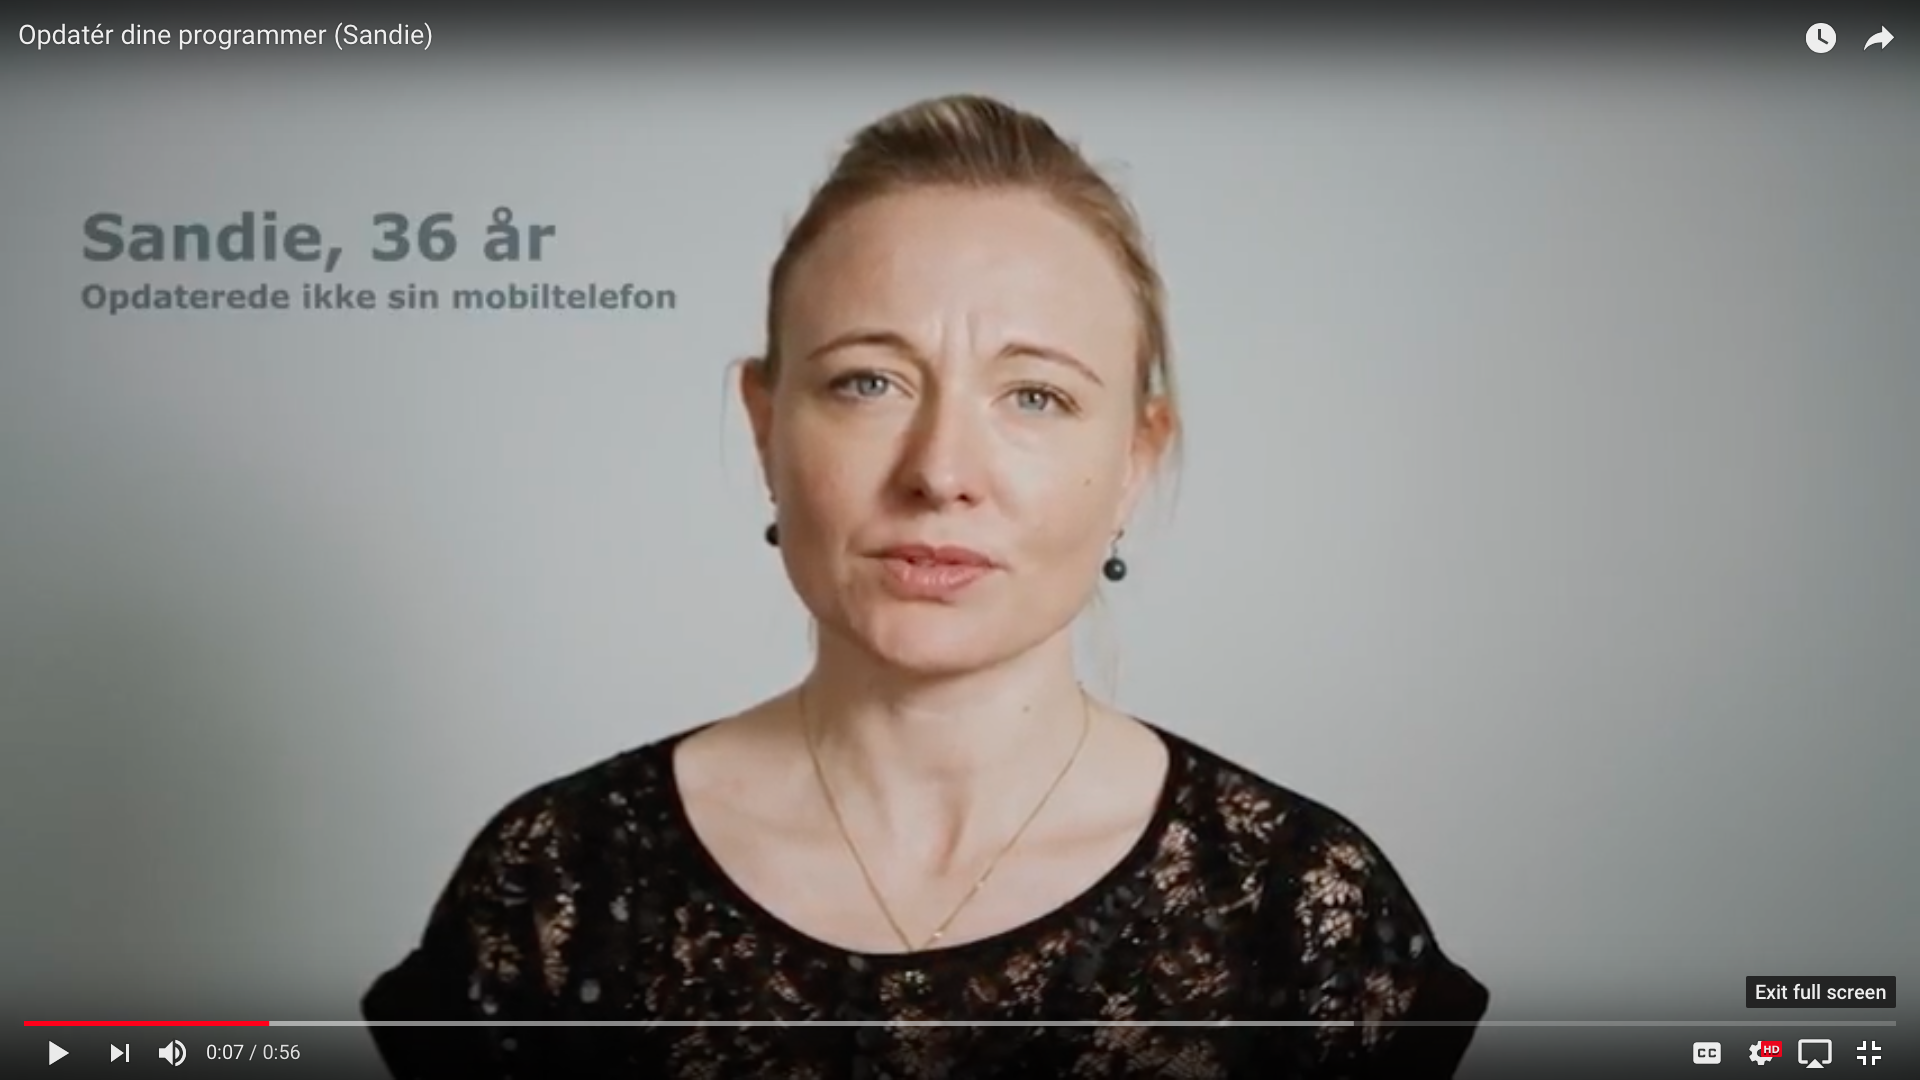 Opdatér dine programmer (Sandie)
Sandie, 36 år
Opdaterede ikke sin mobiltelefon
Exit full screen
0:07 / 0:56
CC
HD